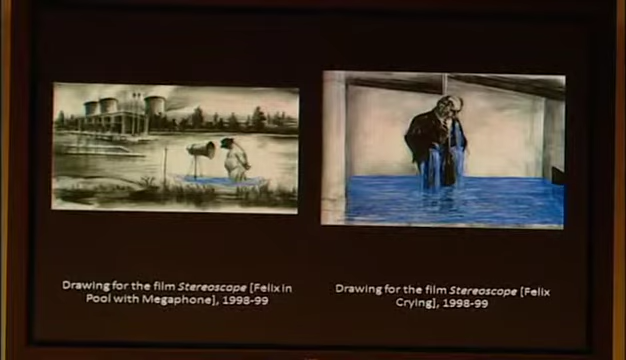 Drawing for the film Stereoscope [Felix in
Pool with Megaphone], 1998-99
Drawing for the film Stereoscope [Felix
Crying], 1998-99